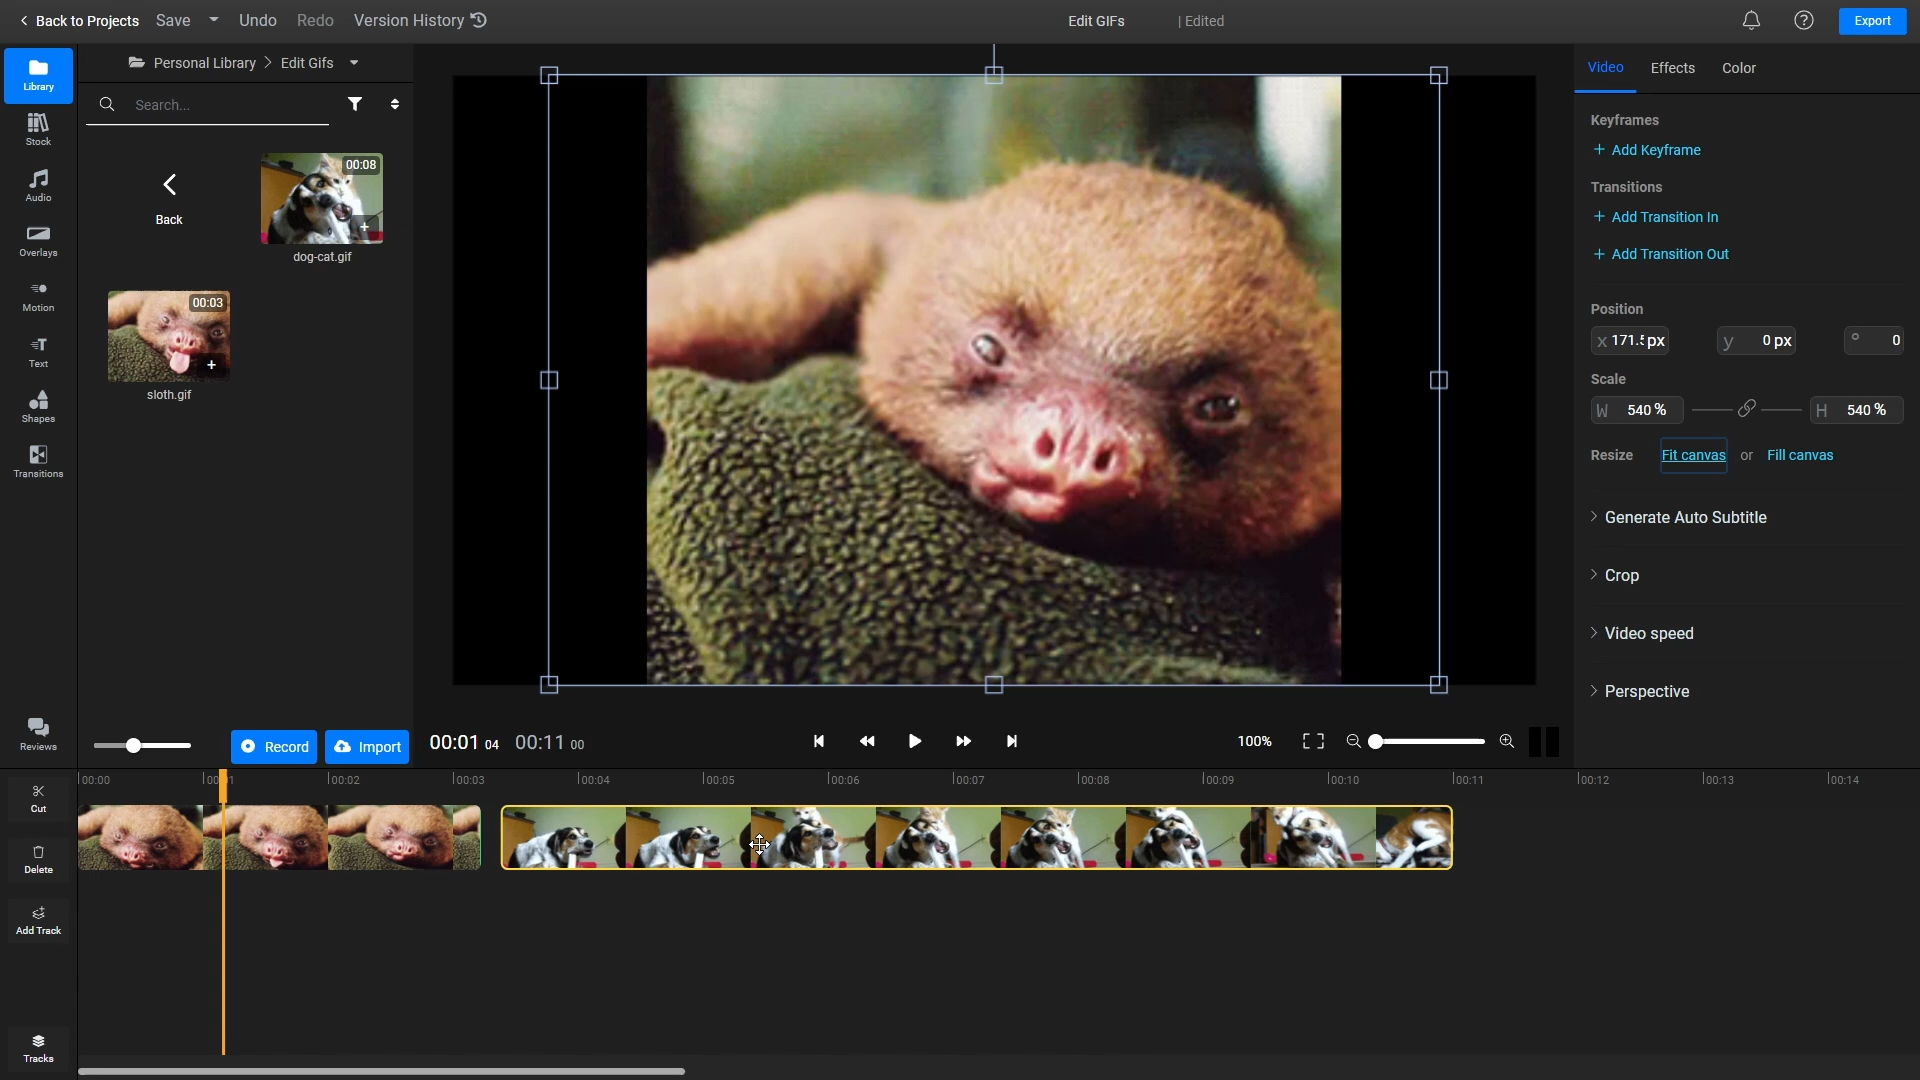 Back to Projects Save Undo Redo Version History Edit GIFs | Edited Export
Library
Stock
Audio
Overlays
Motion
Text
Shapes
Transitions
Reviews
Personal Library > Edit Gifs
Search...
Back
00:08
dog-cat.gif
00:03
sloth.gif
Record Import
00:01 04 00:11 00
100%
Video Effects Color
Keyframes
+ Add Keyframe
Transitions
+ Add Transition In
+ Add Transition Out
Position
x 171.5 px y 0 px ° 0
Scale
W 540 % H 540 %
Resize Fit canvas or Fill canvas
Generate Auto Subtitle
Crop
Video speed
Perspective
00:00 00:01 00:02 00:03 00:04 00:05 00:06 00:07 00:08 00:09 00:10 00:11 00:12 00:13 00:14
Cut
Delete
Add Track
Tracks